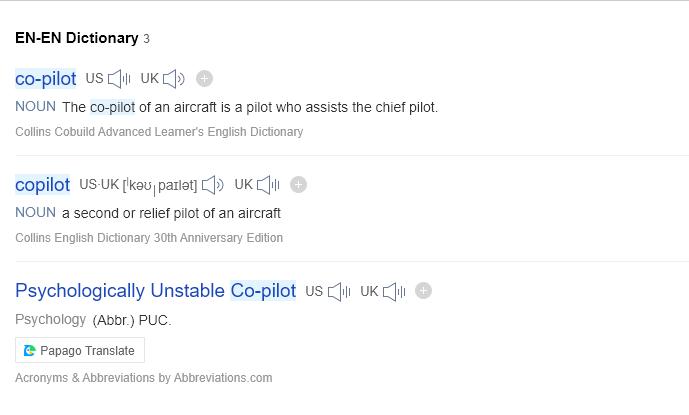 EN-EN Dictionary 3
co-pilot US UK
NOUN The co-pilot of an aircraft is a pilot who assists the chief pilot.
Collins Cobuild Advanced Learner's English Dictionary
copilot US·UK [ˈkəʊˌpaɪlət] UK
NOUN a second or relief pilot of an aircraft
Collins English Dictionary 30th Anniversary Edition
Psychologically Unstable Co-pilot US UK
Psychology (Abbr.) PUC.
Papago Translate
Acronyms & Abbreviations by Abbreviations.com